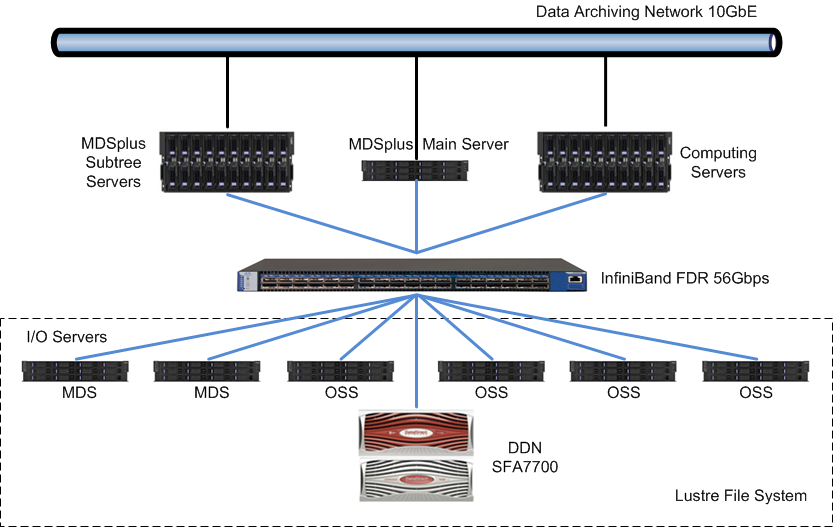 Data Archiving Network 10GbE
MDSplus
Subtree
Servers
MDSplus Main Server
Computing
Servers
InfiniBand FDR 56Gbps
I/O Servers
MDS
MDS
OSS
OSS
OSS
OSS
DDN
SFA7700
Lustre File System